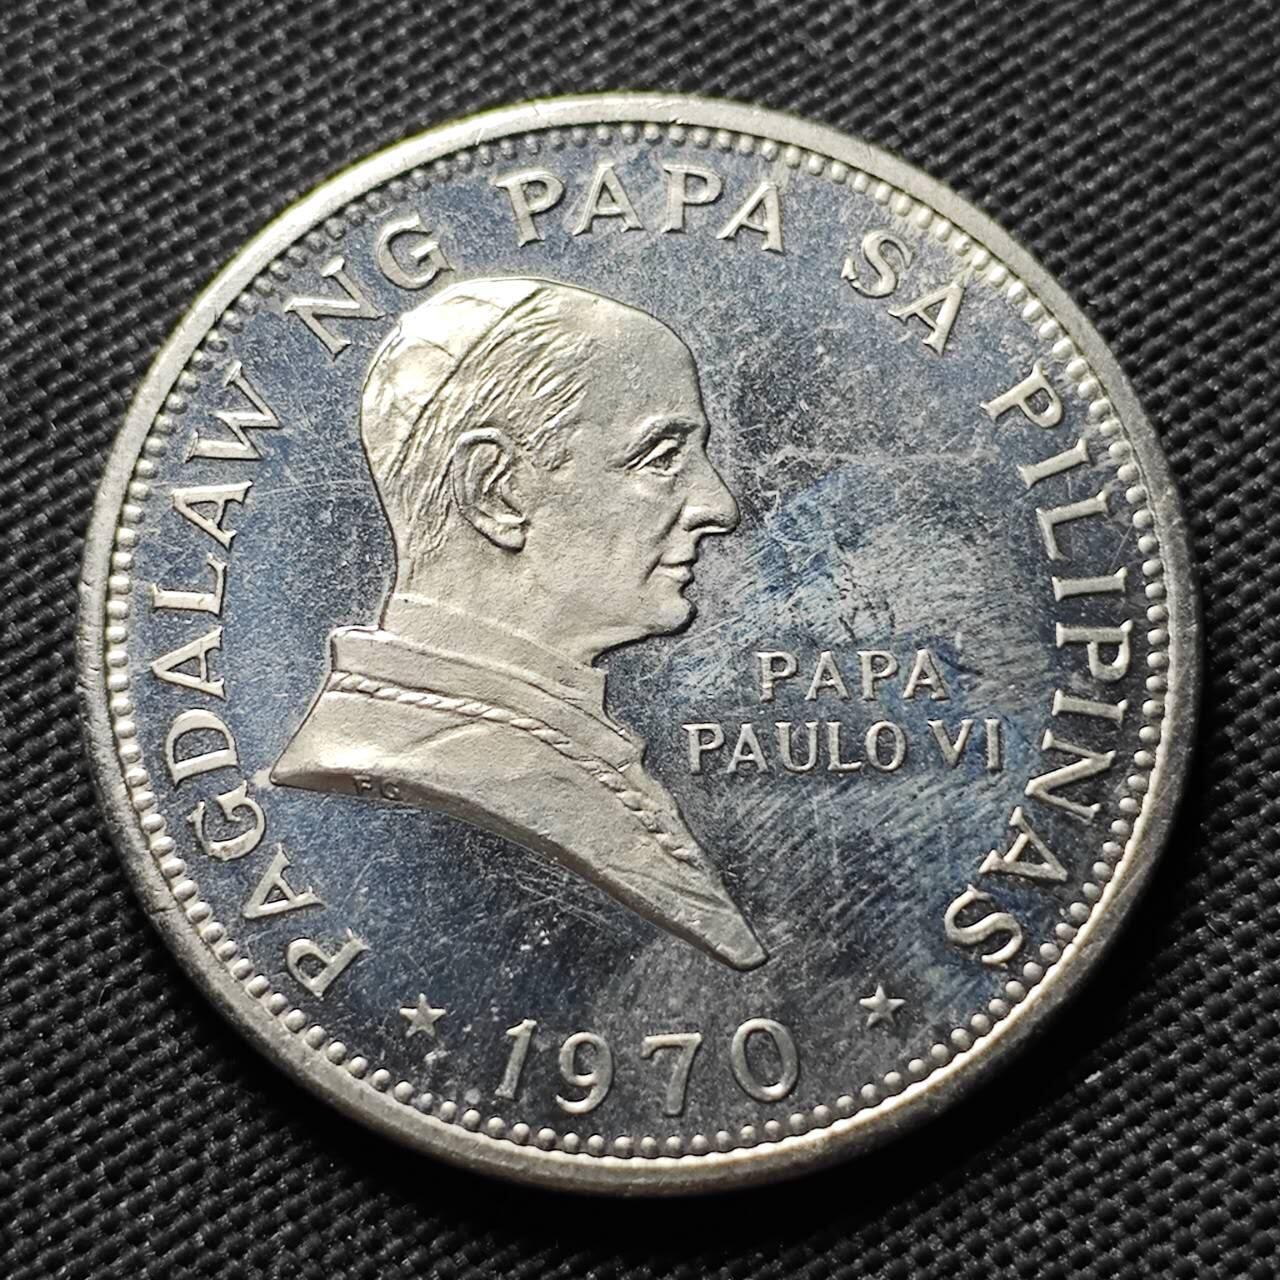 PAGDALAW NG PAPA SA PILIPINAS
PAPA
PAULO VI
FG
★ 1970 ★